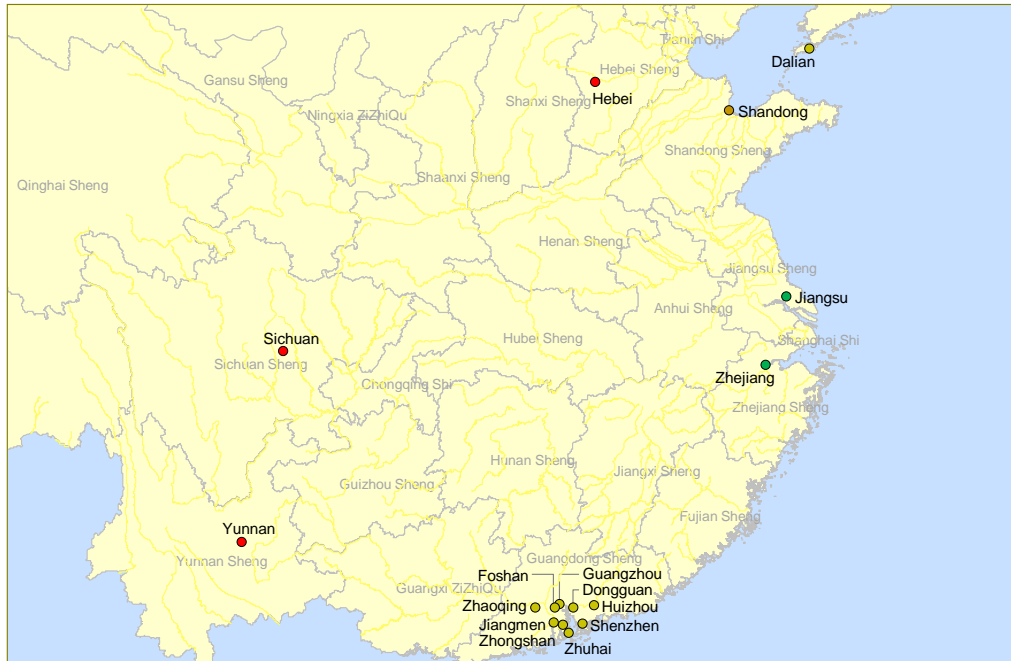 Tianjin Shi
Dalian
Hebei Sheng
Gansu Sheng
Hebei
Shanxi Sheng
Shandong
Ningxia ZiZhiQu
Shandong Sheng
Shaanxi Sheng
Qinghai Sheng
Henan Sheng
Jiangsu Sheng
Jiangsu
Anhui Sheng
Sichuan
Hubei Sheng
Shanghai Shi
Sichuan Sheng
Zhejiang
Chongqing Shi
Zhejiang Sheng
Hunan Sheng
Jiangxi Sheng
Guizhou Sheng
Fujian Sheng
Yunnan
Yunnan Sheng
Guangdong Sheng
Guangxi ZiZhiQu
Foshan
Guangzhou
Dongguan
Zhaoqing
Huizhou
Jiangmen
Shenzhen
Zhongshan
Zhuhai